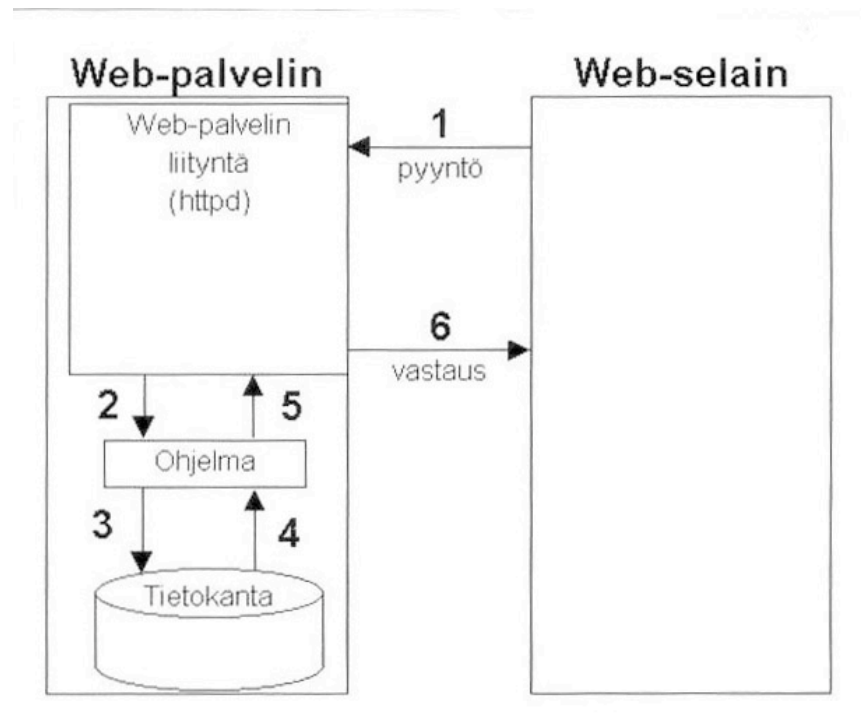 Web-palvelin
Web-selain
Web-palvelin
liityntä
(httpd)
1
pyyntö
6
vastaus
2
5
Ohjelma
3
4
Tietokanta